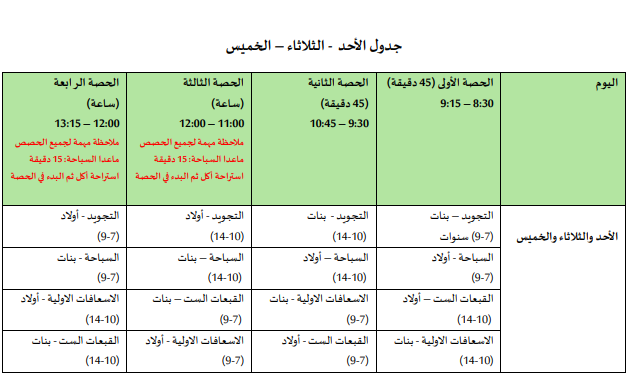 جدول الأحد - الثلاثاء – الخميس
اليوم
الحصة الأولى (45 دقيقة)
8:30 – 9:15
الحصة الثانية
(45 دقيقة)
9:30 – 10:45
الحصة الثالثة
(ساعة)
11:00 – 12:00
ملاحظة مهمة لجميع الحصص
ماعدا السباحة: 15 دقيقة
استراحة أكل ثم البدء في الحصة
الحصة الرابعة
(ساعة)
12:00 – 13:15
ملاحظة مهمة لجميع الحصص
ماعدا السباحة: 15 دقيقة
استراحة أكل ثم البدء في الحصة
الأحد والثلاثاء والخميس
التجويد – بنات
(7-9) سنوات
التجويد - بنات
(10-14)
التجويد - أولاد
(10-14)
التجويد - أولاد
(7-9)
السباحة - أولاد
(7-9)
السباحة – أولاد
(10-14)
السباحة – بنات
(10-14)
السباحة - بنات
(7-9)
القبعات الست – أولاد
(10-14)
الاسعافات الاولية - بنات
(7-9)
القبعات الست – بنات
(7-9)
الاسعافات الاولية - أولاد
(10-14)
الاسعافات الاولية - بنات
(10-14)
القبعات الست - أولاد
(7-9)
الاسعافات الاولية - أولاد
(7-9)
القبعات الست - بنات
(10-14)